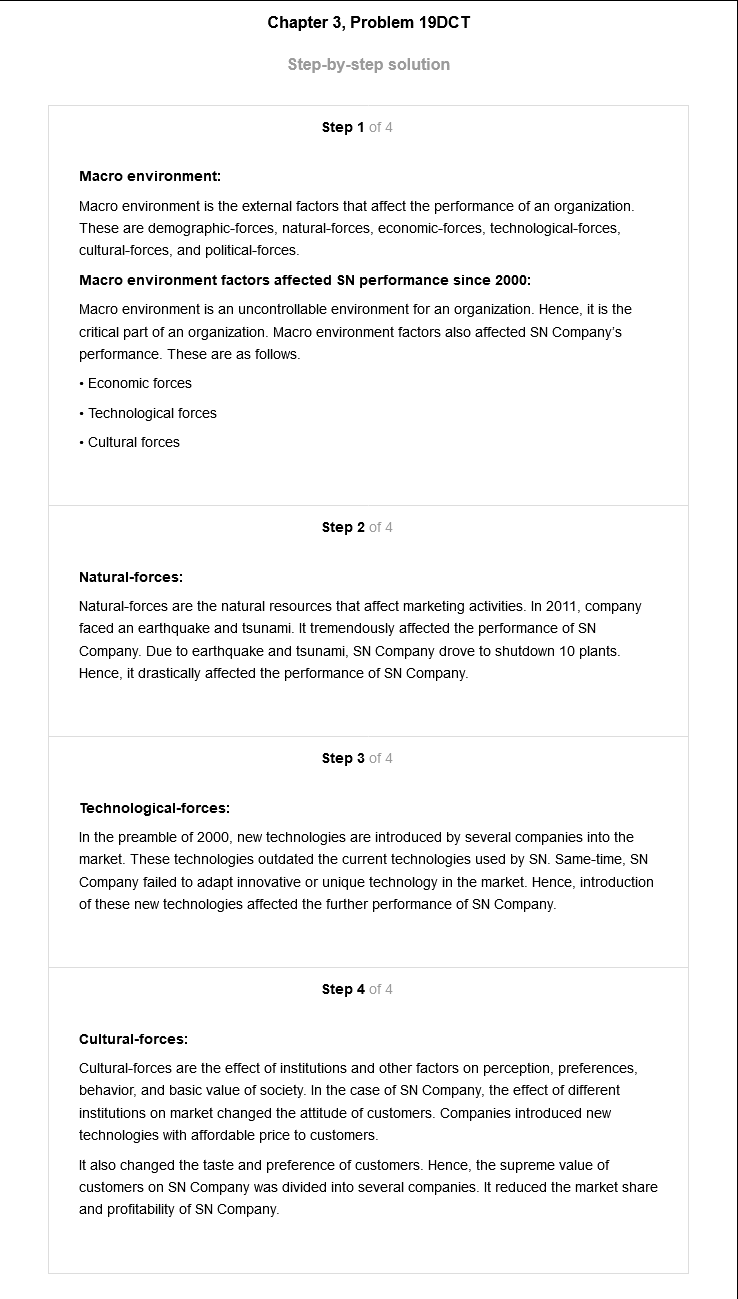 Chapter 3, Problem 19DCT
Step-by-step solution
Step 1 of 4
Macro environment:
Macro environment is the external factors that affect the performance of an organization.
These are demographic-forces, natural-forces, economic-forces, technological-forces,
cultural-forces, and political-forces.
Macro environment factors affected SN performance since 2000:
Macro environment is an uncontrollable environment for an organization. Hence, it is the
critical part of an organization. Macro environment factors also affected SN Company's
performance. These are as follows.
• Economic forces
• Technological forces
• Cultural forces
Step 2 of 4
Natural-forces:
Natural-forces are the natural resources that affect marketing activities. In 2011, company
faced an earthquake and tsunami. It tremendously affected the performance of SN
Company. Due to earthquake and tsunami, SN Company drove to shutdown 10 plants.
Hence, it drastically affected the performance of SN Company.
Step 3 of 4
Technological-forces:
In the preamble of 2000, new technologies are introduced by several companies into the
market. These technologies outdated the current technologies used by SN. Same-time, SN
Company failed to adapt innovative or unique technology in the market. Hence, introduction
of these new technologies affected the further performance of SN Company.
Step 4 of 4
Cultural-forces:
Cultural-forces are the effect of institutions and other factors on perception, preferences,
behavior, and basic value of society. In the case of SN Company, the effect of different
institutions on market changed the attitude of customers. Companies introduced new
technologies with affordable price to customers.
It also changed the taste and preference of customers. Hence, the supreme value of
customers on SN Company was divided into several companies. It reduced the market share
and profitability of SN Company.